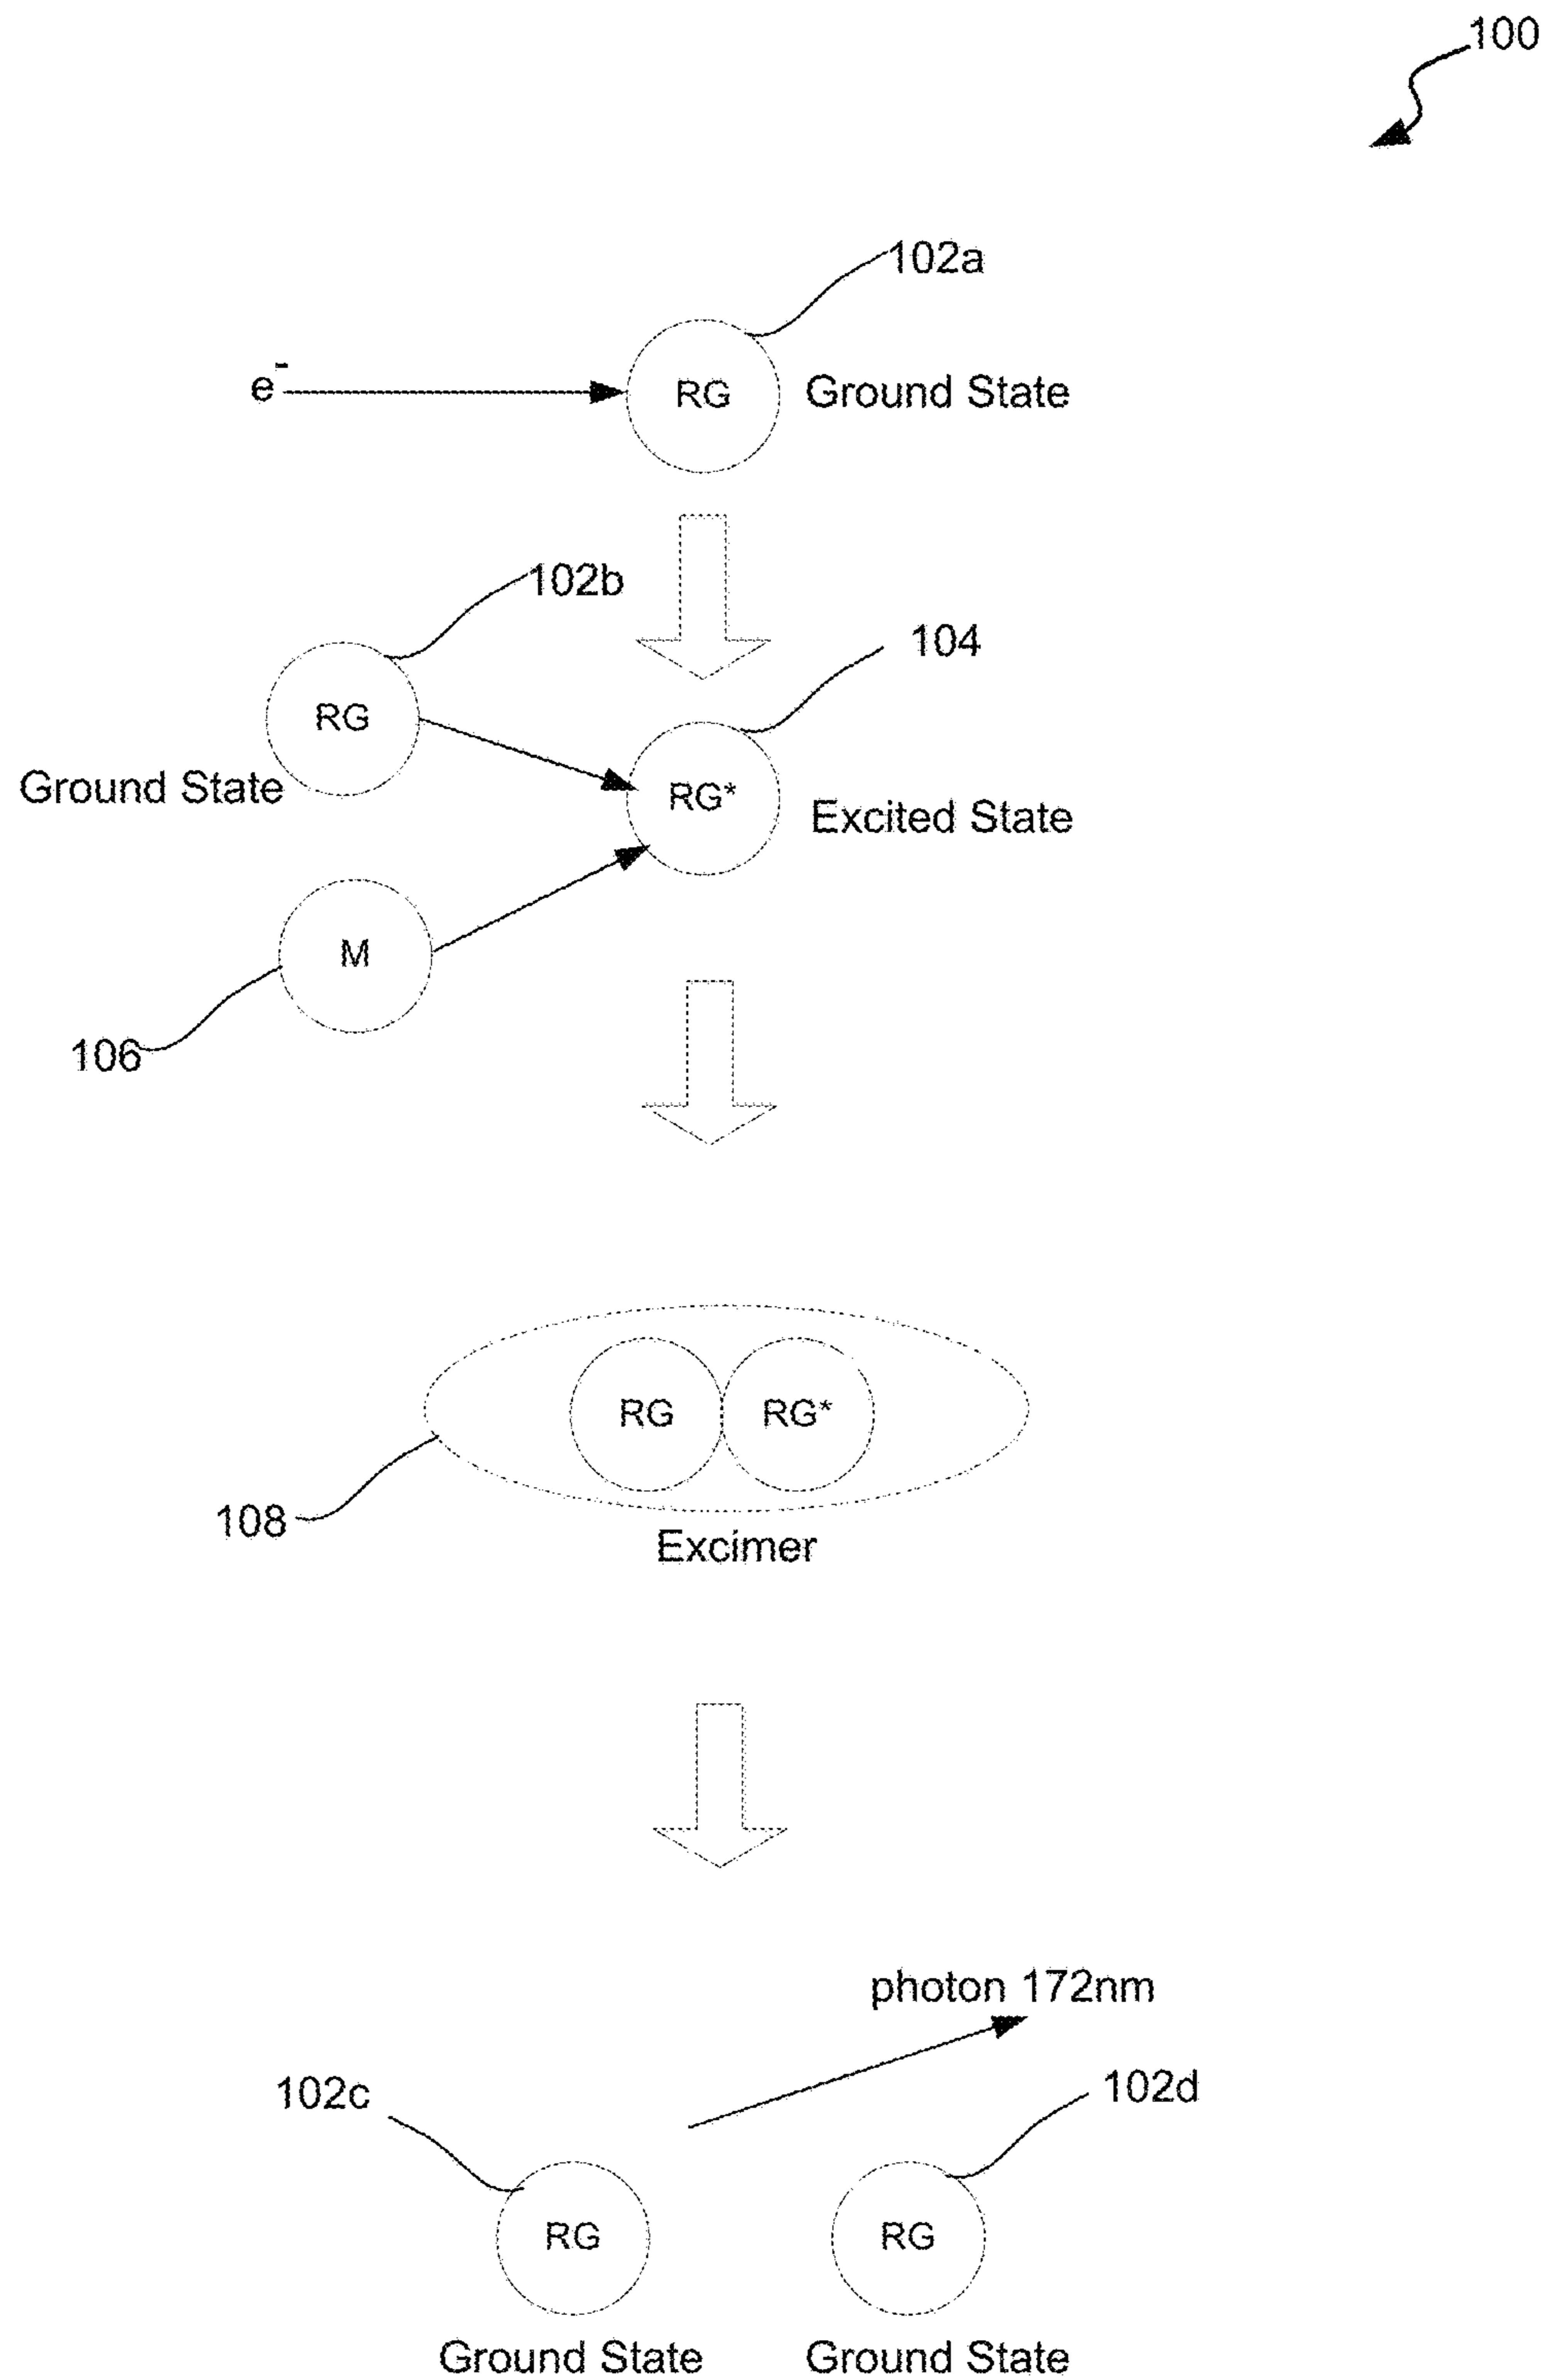 100
102a
e-
RG
Ground State
102b
104
RG
Ground State
RG*
Excited State
M
106
RG
RG*
108
Excimer
photon 172nm
102c
102d
RG
RG
Ground State
Ground State